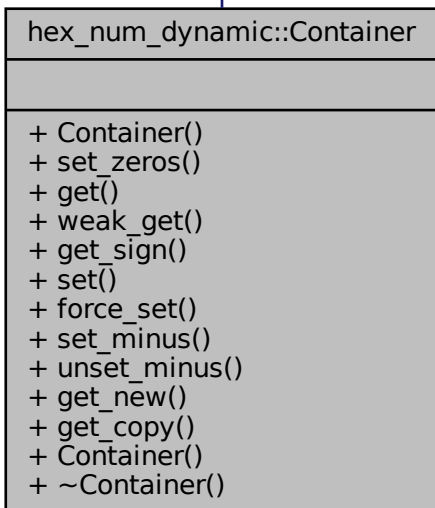 hex_num_dynamic::Container
+ Container()
+ set_zeros()
+ get()
+ weak_get()
+ get_sign()
+ set()
+ force_set()
+ set_minus()
+ unset_minus()
+ get_new()
+ get_copy()
+ Container()
+ ~Container()